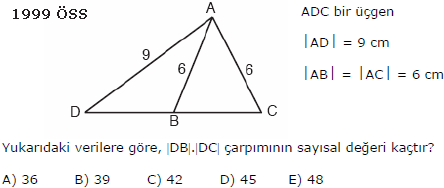 1999 ÖSS
A
ADC bir üçgen
|AD| = 9 cm
9
6
6
|AB| = |AC| = 6 cm
D
B
C
Yukarıdaki verilere göre, |DB|.|DC| çarpımının sayısal değeri kaçtır?
A) 36 B) 39 C) 42 D) 45 E) 48